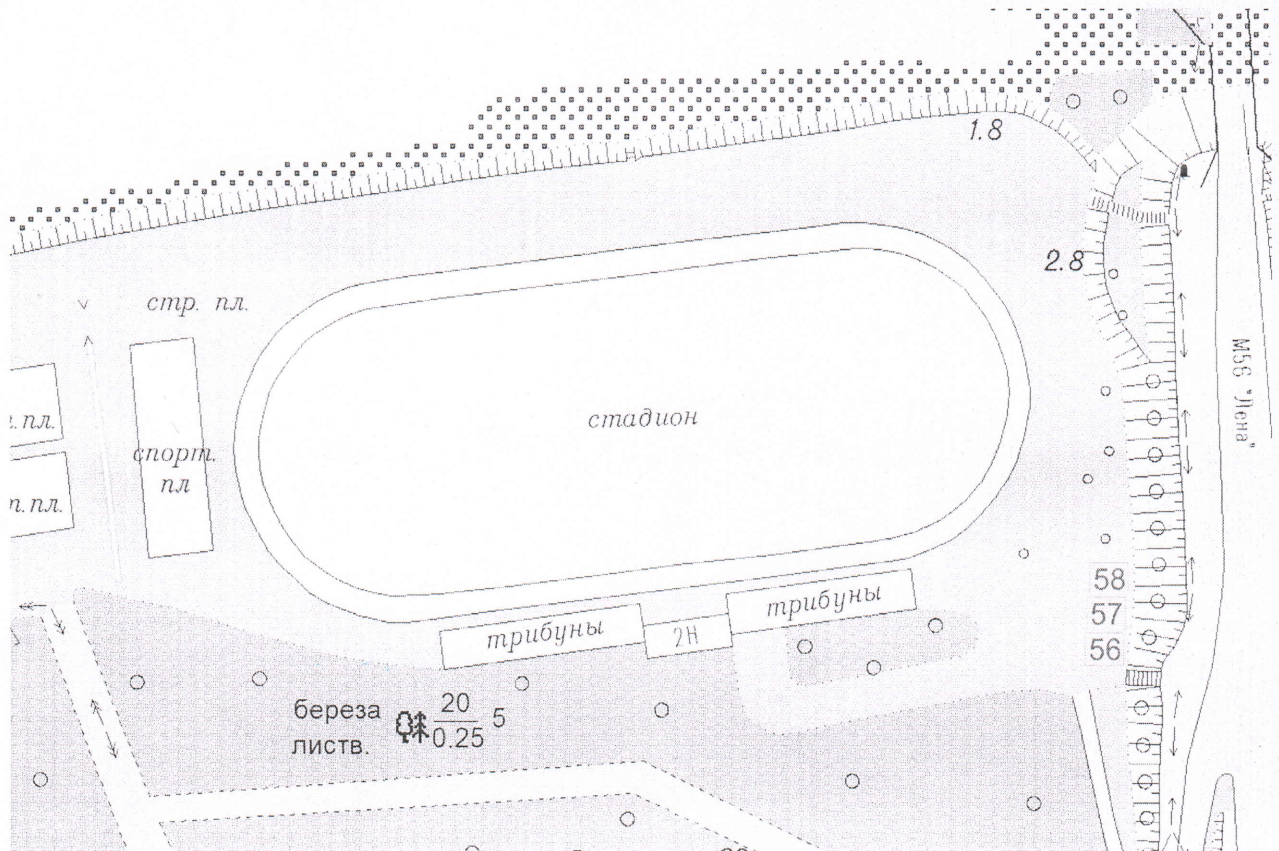 1.8
2.8
стр. пл.
М56 "Лена"
стадион
пл.
спорт.
пл
п. пл.
58
трибуны
57
трибуны
2Н
56
береза
листв.
20
0.25
5